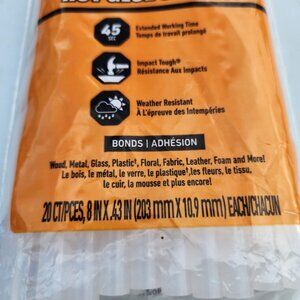 HOT GLUE
45
SEC
Extended Working Time
Temps de travail prolongé
Impact Tough®
Résistance Aux Impacts
Weather Resistant
À L'épreuve des Intempéries
BONDS | ADHÉSION
Wood, Metal, Glass, Plastic¹, Floral, Fabric, Leather, Foam and More!
Le bois, le métal, le verre, le plastique¹, les fleurs, le tissu,
le cuir, la mousse et plus encore!
20 CT/PCES, 8 IN X .43 IN (203 mm X 10.9 mm) EACH/CHACUN